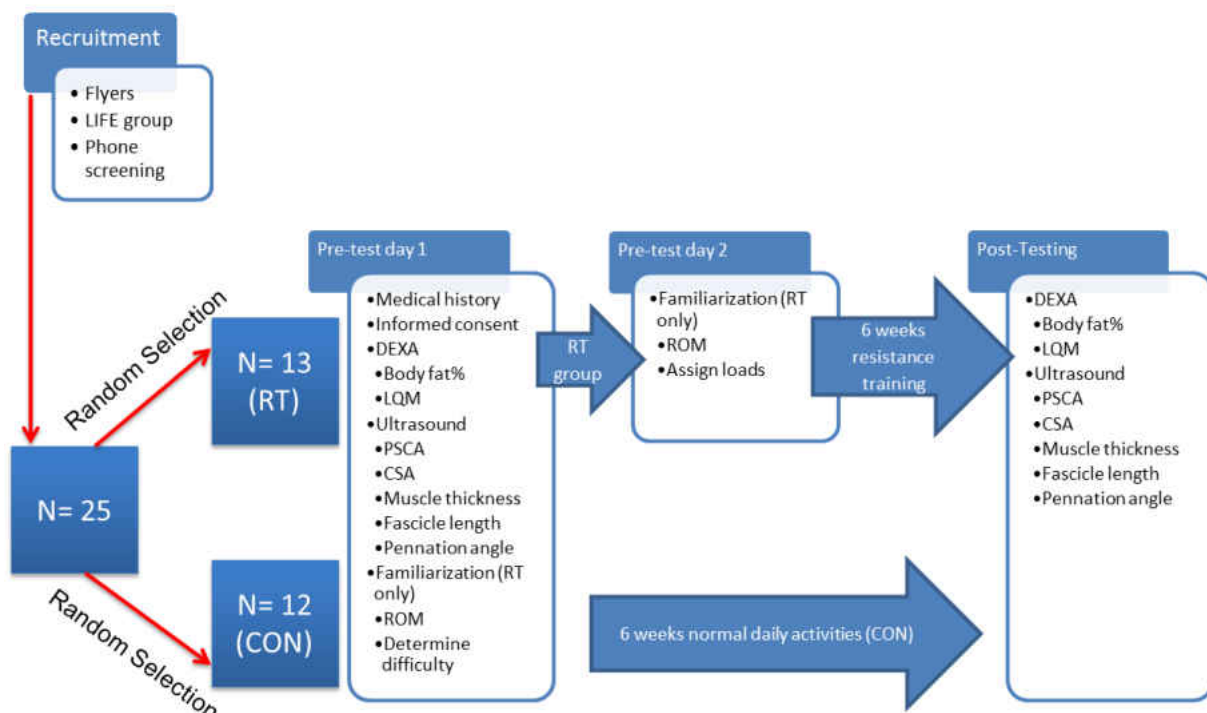 Recruitment
• Flyers
• LIFE group
• Phone
screening
Random Selection
N= 25
Random Selection
N= 13
(RT)
N= 12
(CON)
Pre-test day 1
•Medical history
•Informed consent
•DEXA
•Body fat%
•LQM
•Ultrasound
•PSCA
•CSA
•Muscle thickness
•Fascicle length
•Pennation angle
•Familiarization (RT
only)
•ROM
•Determine
difficulty
RT
group
Pre-test day 2
•Familiarization (RT
only)
•ROM
•Assign loads
6 weeks
resistance
training
6 weeks normal daily activities (CON)
Post-Testing
•DEXA
•Body fat%
•LQM
•Ultrasound
•PSCA
•CSA
•Muscle thickness
•Fascicle length
•Pennation angle